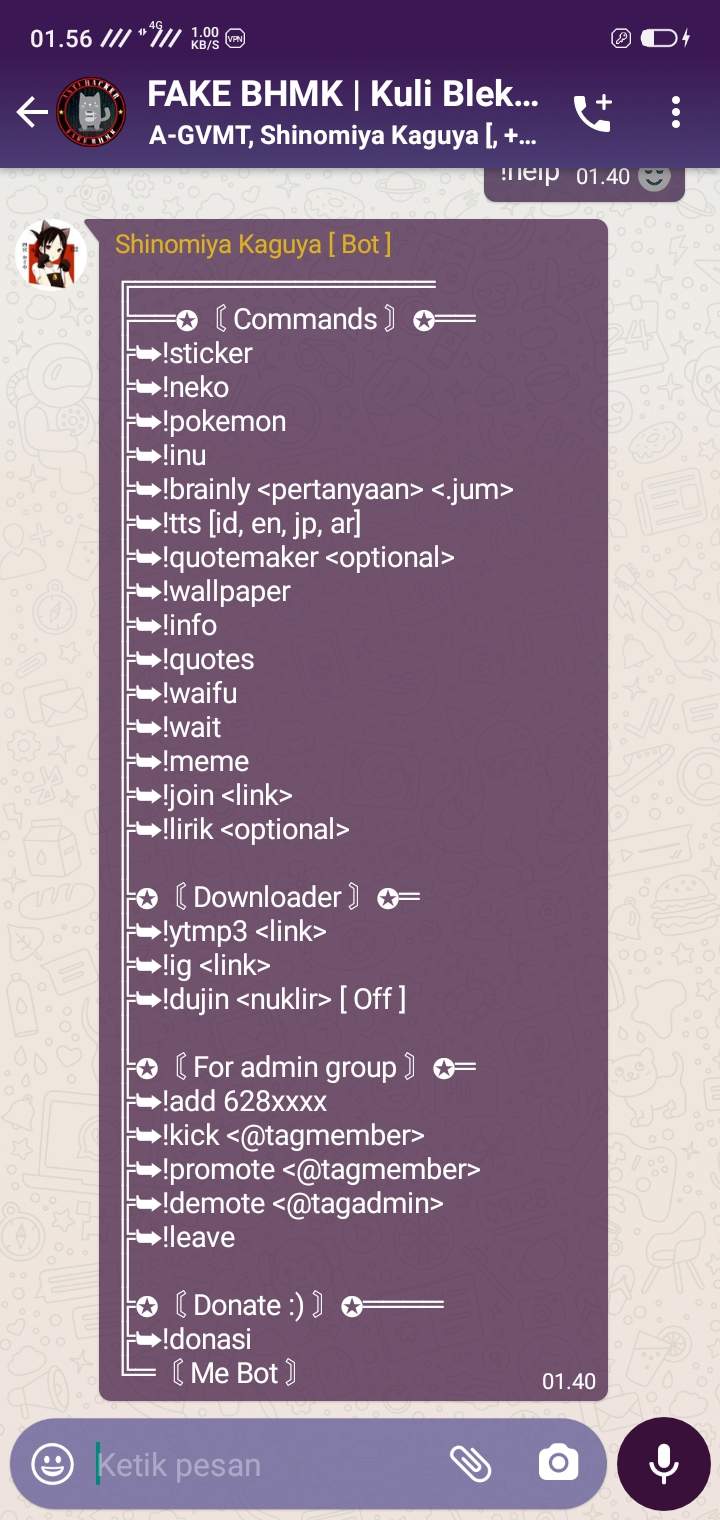 01.56 4G 1.00 KB/S VPN
FAKE BHMK | Kuli Blek...
A-GVMT, Shinomiya Kaguya [, +...
!help 01.40
Shinomiya Kaguya [ Bot ]
╔════════════════════
╠═══✪〘 Commands 〙✪═══
╠➥!sticker
╠➥!neko
╠➥!pokemon
╠➥!inu
╠➥!brainly <pertanyaan> <.jum>
╠➥!tts [id, en, jp, ar]
╠➥!quotemaker <optional>
╠➥!wallpaper
╠➥!info
╠➥!quotes
╠➥!waifu
╠➥!wait
╠➥!meme
╠➥!join <link>
╠➥!lirik <optional>
║
╠✪〘 Downloader 〙✪═
╠➥!ytmp3 <link>
╠➥!ig <link>
╠➥!dujin <nuklir> [ Off ]
║
╠✪〘 For admin group 〙✪═
╠➥!add 628xxxx
╠➥!kick <@tagmember>
╠➥!promote <@tagmember>
╠➥!demote <@tagadmin>
╠➥!leave
║
╠✪〘 Donate :) 〙✪═════
╠➥!donasi
╚═〘 Me Bot 〙
01.40
Ketik pesan